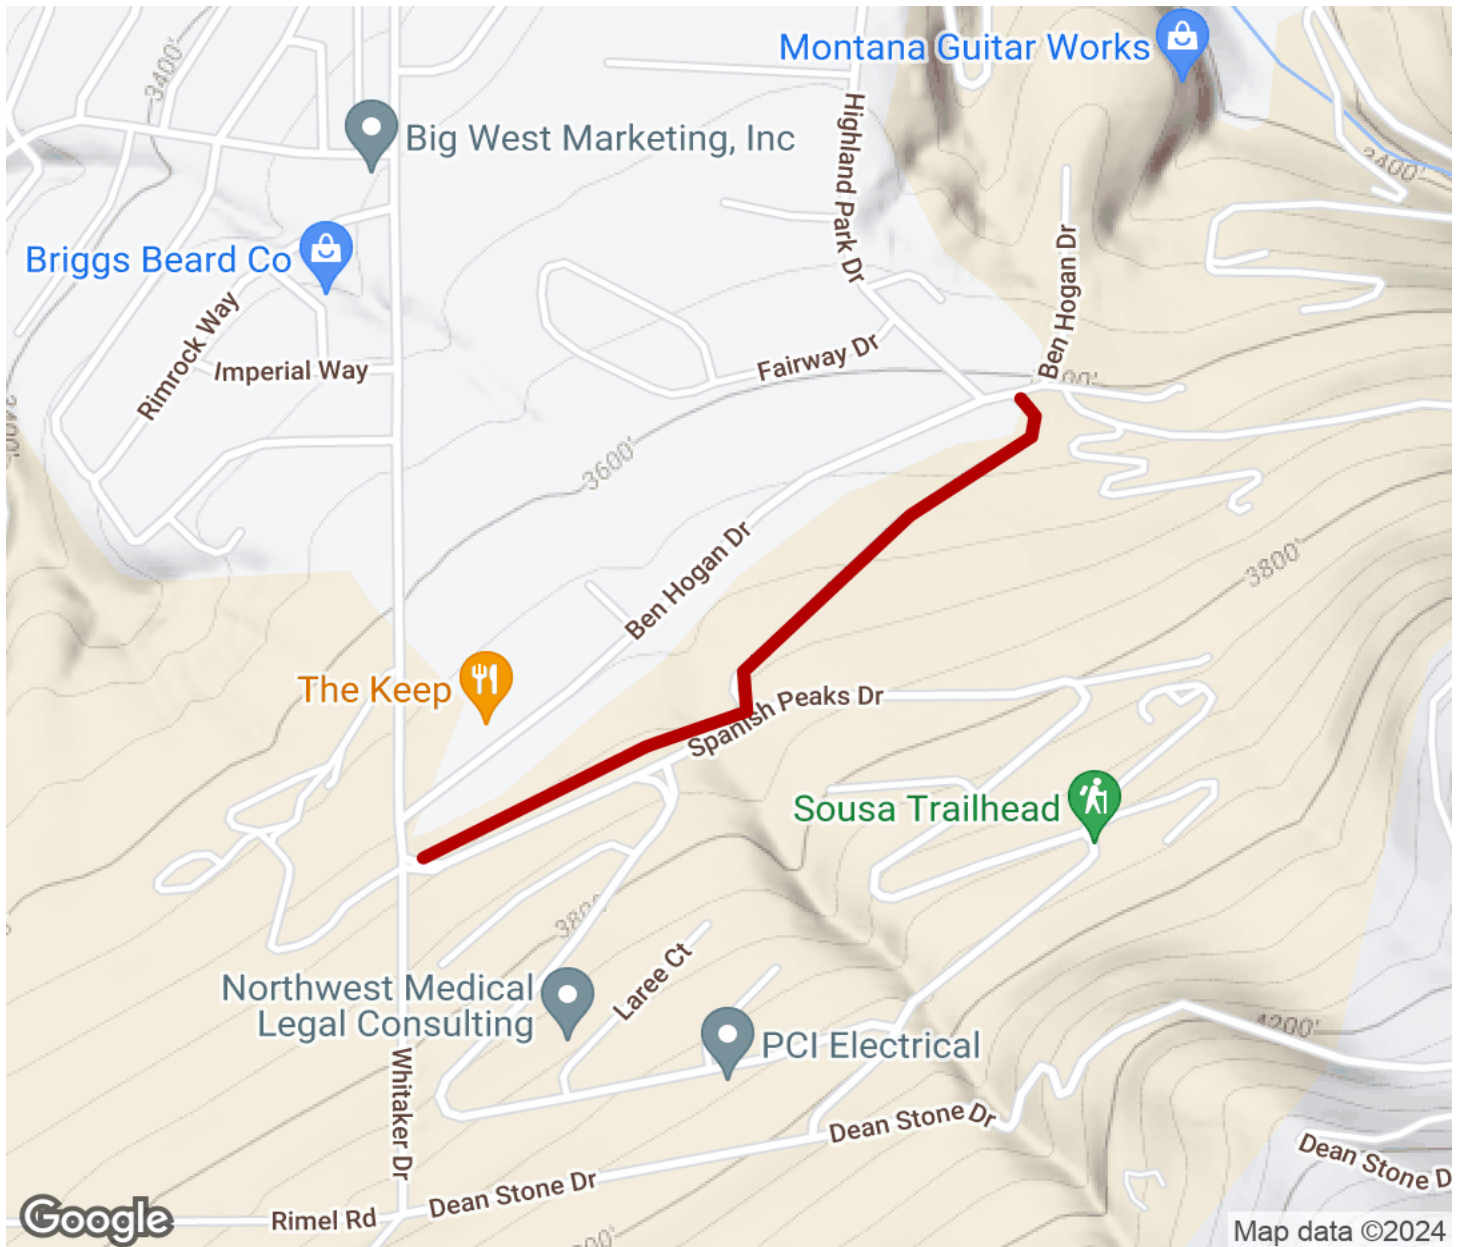 Montana Guitar Works
3400'
Big West Marketing, Inc
Highland Park Dr
3400'
Briggs Beard Co
Ben Hogan Dr
Rimrock Way
Imperial Way
Fairway Dr
3600'
Ben Hogan Dr
3800'
The Keep
Spanish Peaks Dr
Sousa Trailhead
Northwest Medical
Legal Consulting
Laree Ct
PCI Electrical
4200'
Whitaker Dr
Dean Stone Dr
Dean Stone D
Dean Stone Dr
Rimel Rd
Google
Map data ©2024